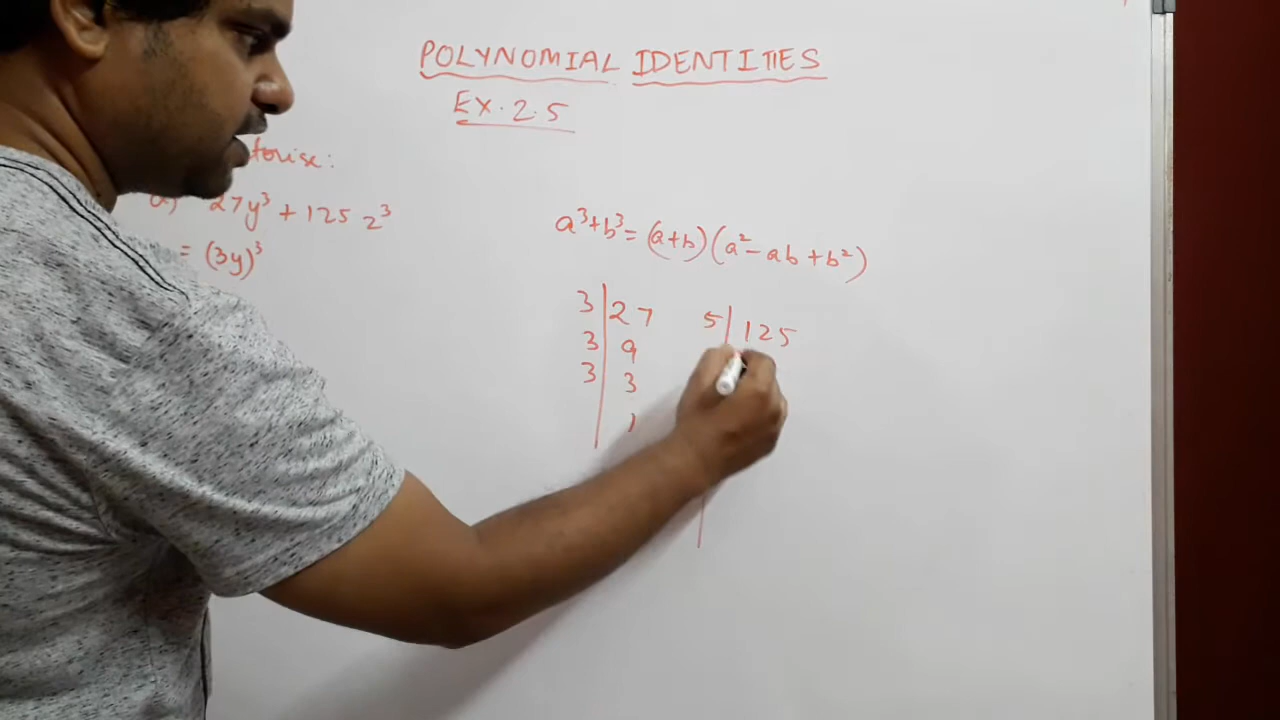 POLYNOMIAL IDENTITIES
EX. 2.5
27y³ + 125 z³
= (3y)³
a³+b³ = (a+b)(a²-ab+b²)
3 | 27
3 | 9
3 | 3
1
5 | 125